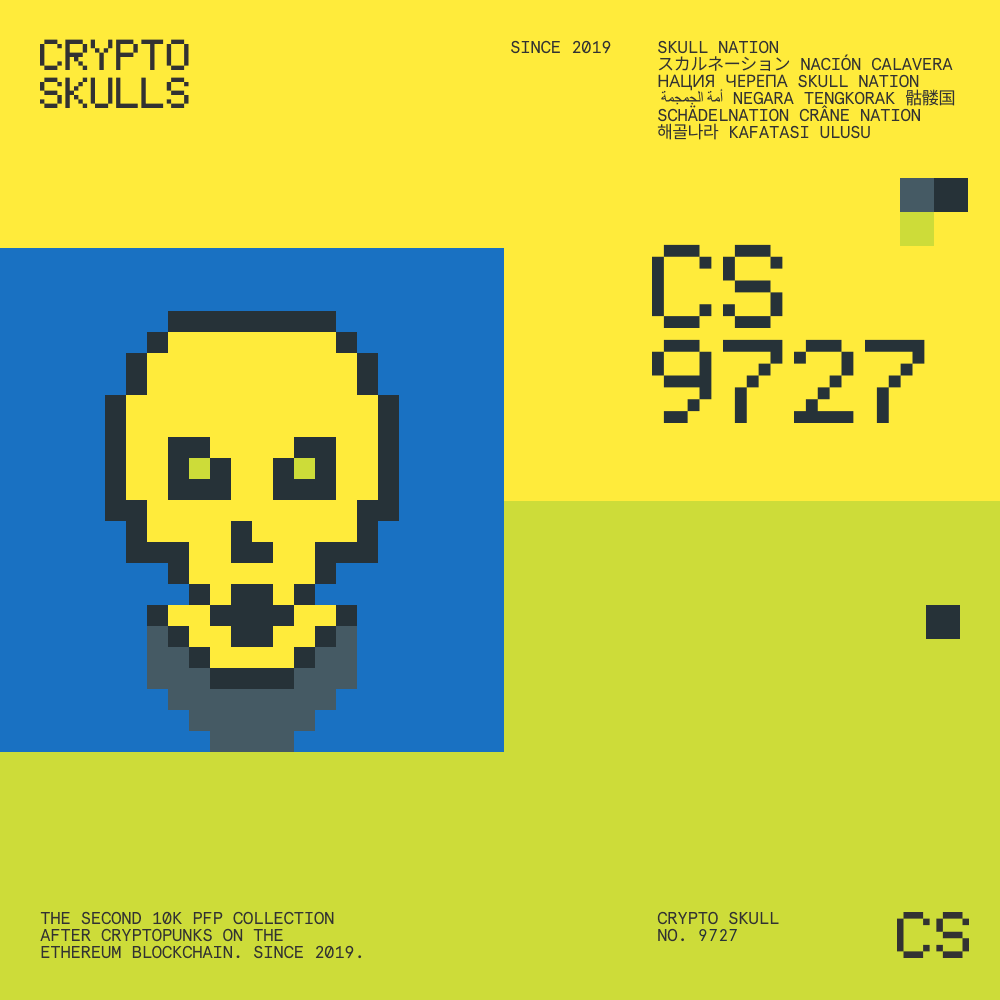 CRYPTO
SKULLS
SINCE 2019
SKULL NATION
スカルネーション NACIÓN CALAVERA
НАЦИЯ ЧЕРЕПА SKULL NATION
أمة الجمجمة NEGARA TENGKORAK 骷髅国
SCHÄDELNATION CRÂNE NATION
해골나라 KAFATASI ULUSU
CS
9727
THE SECOND 10K PFP COLLECTION
AFTER CRYPTOPUNKS ON THE
ETHEREUM BLOCKCHAIN. SINCE 2019.
CRYPTO SKULL
NO. 9727
CS